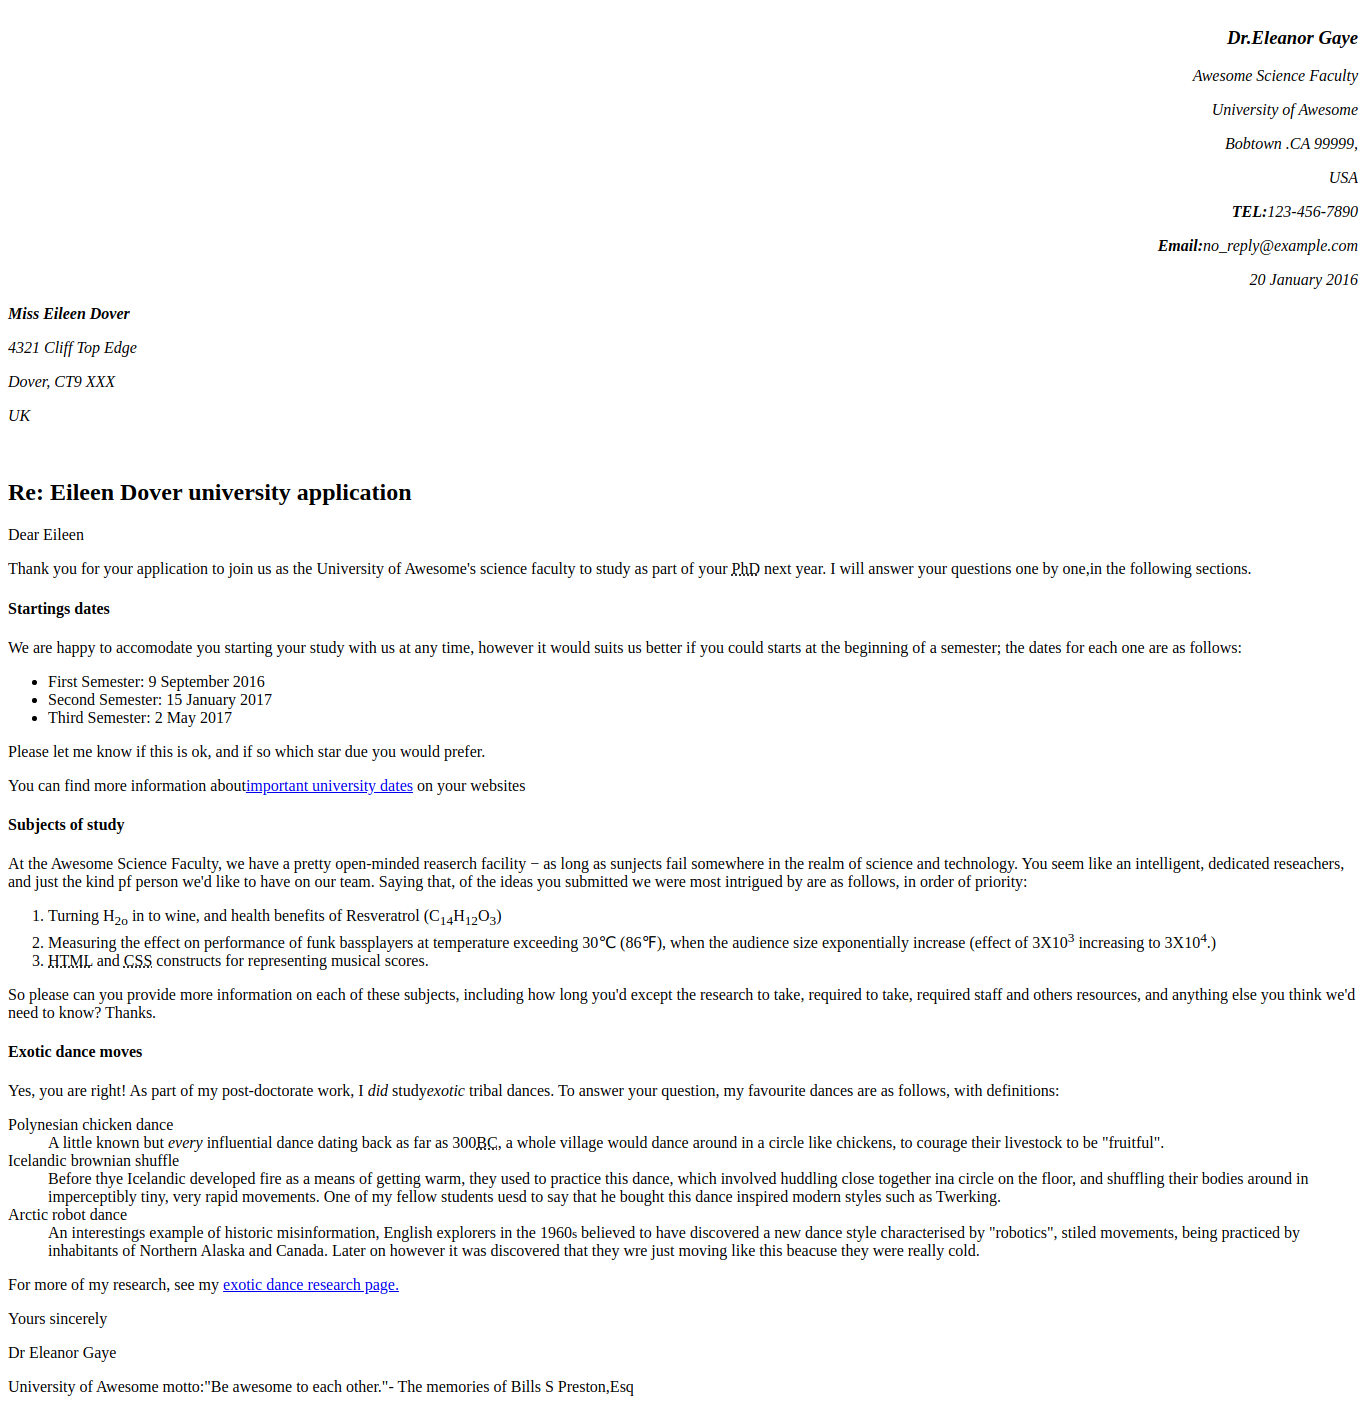 Dr.Eleanor Gaye
Awesome Science Faculty
University of Awesome
Bobtown .CA 99999,
USA
TEL:123-456-7890
Email:no_reply@example.com
20 January 2016
Miss Eileen Dover
4321 Cliff Top Edge
Dover, CT9 XXX
UK
Re: Eileen Dover university application
Dear Eileen
Thank you for your application to join us as the University of Awesome's science faculty to study as part of your PhD next year. I will answer your questions one by one,in the following sections.
Startings dates
We are happy to accomodate you starting your study with us at any time, however it would suits us better if you could starts at the beginning of a semester; the dates for each one are as follows:
• First Semester: 9 September 2016
• Second Semester: 15 January 2017
• Third Semester: 2 May 2017
Please let me know if this is ok, and if so which star due you would prefer.
You can find more information aboutimportant university dates on your websites
Subjects of study
At the Awesome Science Faculty, we have a pretty open-minded reaserch facility − as long as sunjects fail somewhere in the realm of science and technology. You seem like an intelligent, dedicated reseachers,
and just the kind pf person we'd like to have on our team. Saying that, of the ideas you submitted we were most intrigued by are as follows, in order of priority:
1. Turning H2o in to wine, and health benefits of Resveratrol (C14H12O3)
2. Measuring the effect on performance of funk bassplayers at temperature exceeding 30℃ (86℉), when the audience size exponentially increase (effect of 3X10³ increasing to 3X10⁴.)
3. HTML and CSS constructs for representing musical scores.
So please can you provide more information on each of these subjects, including how long you'd except the research to take, required to take, required staff and others resources, and anything else you think we'd
need to know? Thanks.
Exotic dance moves
Yes, you are right! As part of my post-doctorate work, I did studyexotic tribal dances. To answer your question, my favourite dances are as follows, with definitions:
Polynesian chicken dance
A little known but every influential dance dating back as far as 300BC, a whole village would dance around in a circle like chickens, to courage their livestock to be "fruitful".
Icelandic brownian shuffle
Before thye Icelandic developed fire as a means of getting warm, they used to practice this dance, which involved huddling close together ina circle on the floor, and shuffling their bodies around in
imperceptibly tiny, very rapid movements. One of my fellow students uesd to say that he bought this dance inspired modern styles such as Twerking.
Arctic robot dance
An interestings example of historic misinformation, English explorers in the 1960s believed to have discovered a new dance style characterised by "robotics", stiled movements, being practiced by
inhabitants of Northern Alaska and Canada. Later on however it was discovered that they wre just moving like this beacuse they were really cold.
For more of my research, see my exotic dance research page.
Yours sincerely
Dr Eleanor Gaye
University of Awesome motto:"Be awesome to each other."- The memories of Bills S Preston,Esq